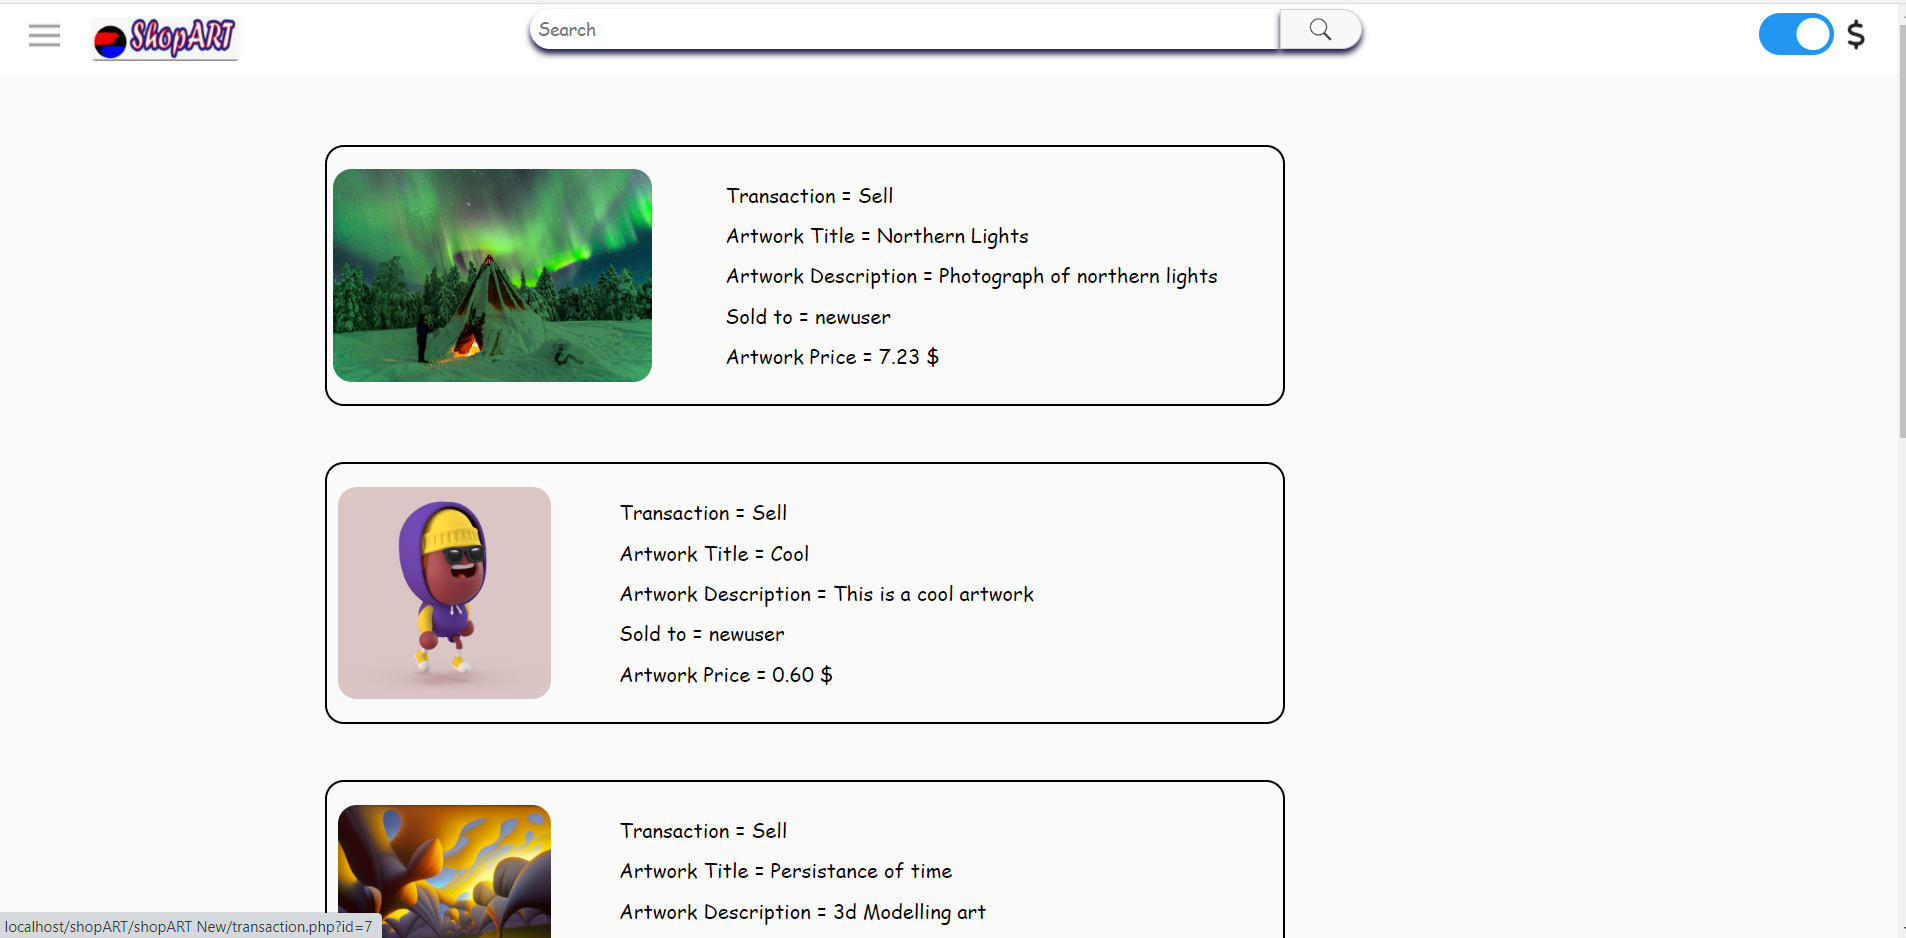 ShopART
Search
$
Transaction = Sell
Artwork Title = Northern Lights
Artwork Description = Photograph of northern lights
Sold to = newuser
Artwork Price = 7.23 $
Transaction = Sell
Artwork Title = Cool
Artwork Description = This is a cool artwork
Sold to = newuser
Artwork Price = 0.60 $
Transaction = Sell
Artwork Title = Persistance of time
Artwork Description = 3d Modelling art
localhost/shopART/shopART New/transaction.php?id=7